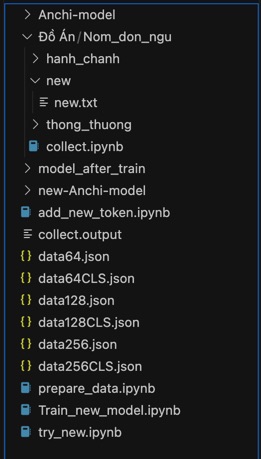 Anchi-model
Đồ Án/Nom_don_ngu
hanh_chanh
new
new.txt
thong_thuong
collect.ipynb
model_after_train
new-Anchi-model
add_new_token.ipynb
collect.output
{} data64.json
{} data64CLS.json
{} data128.json
{} data128CLS.json
{} data256.json
{} data256CLS.json
prepare_data.ipynb
Train_new_model.ipynb
try_new.ipynb